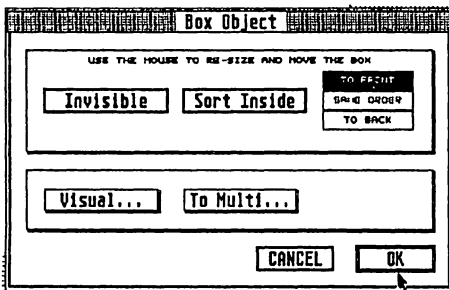 Box Object
USE THE MOUSE TO RE-SIZE AND MOVE THE BOX
TO FRONT
Invisible Sort Inside
SAME ORDER
TO BACK
Visual... To Multi...
CANCEL OK